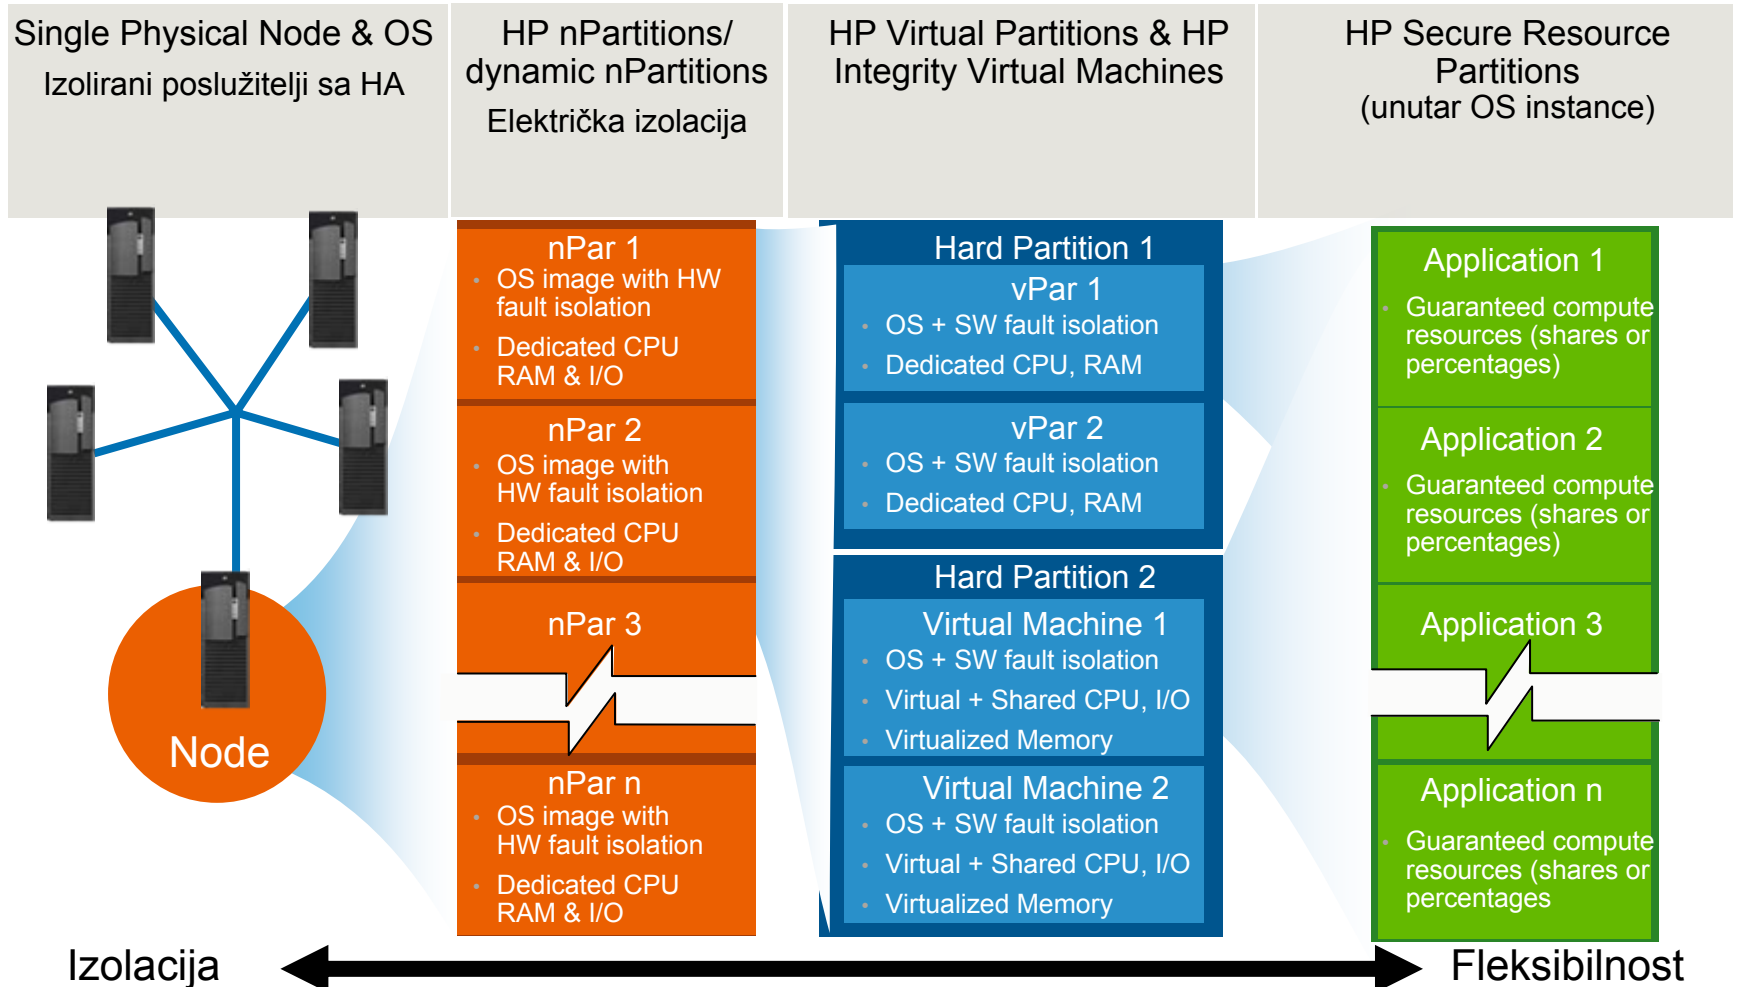 Single Physical Node & OS
Izolirani poslužitelji sa HA
HP nPartitions/
dynamic nPartitions
Električka izolacija
HP Virtual Partitions & HP
Integrity Virtual Machines
HP Secure Resource
Partitions
(unutar OS instance)
Node
nPar 1
• OS image with HW
fault isolation
• Dedicated CPU
RAM & I/O
nPar 2
• OS image with
HW fault isolation
• Dedicated CPU
RAM & I/O
nPar 3
nPar n
• OS image with
HW fault isolation
• Dedicated CPU
RAM & I/O
Hard Partition 1
vPar 1
• OS + SW fault isolation
• Dedicated CPU, RAM
vPar 2
• OS + SW fault isolation
• Dedicated CPU, RAM
Hard Partition 2
Virtual Machine 1
• OS + SW fault isolation
• Virtual + Shared CPU, I/O
• Virtualized Memory
Virtual Machine 2
• OS + SW fault isolation
• Virtual + Shared CPU, I/O
• Virtualized Memory
Application 1
• Guaranteed compute
resources (shares or
percentages)
Application 2
• Guaranteed compute
resources (shares or
percentages)
Application 3
Application n
• Guaranteed compute
resources (shares or
percentages
Izolacija
Fleksibilnost